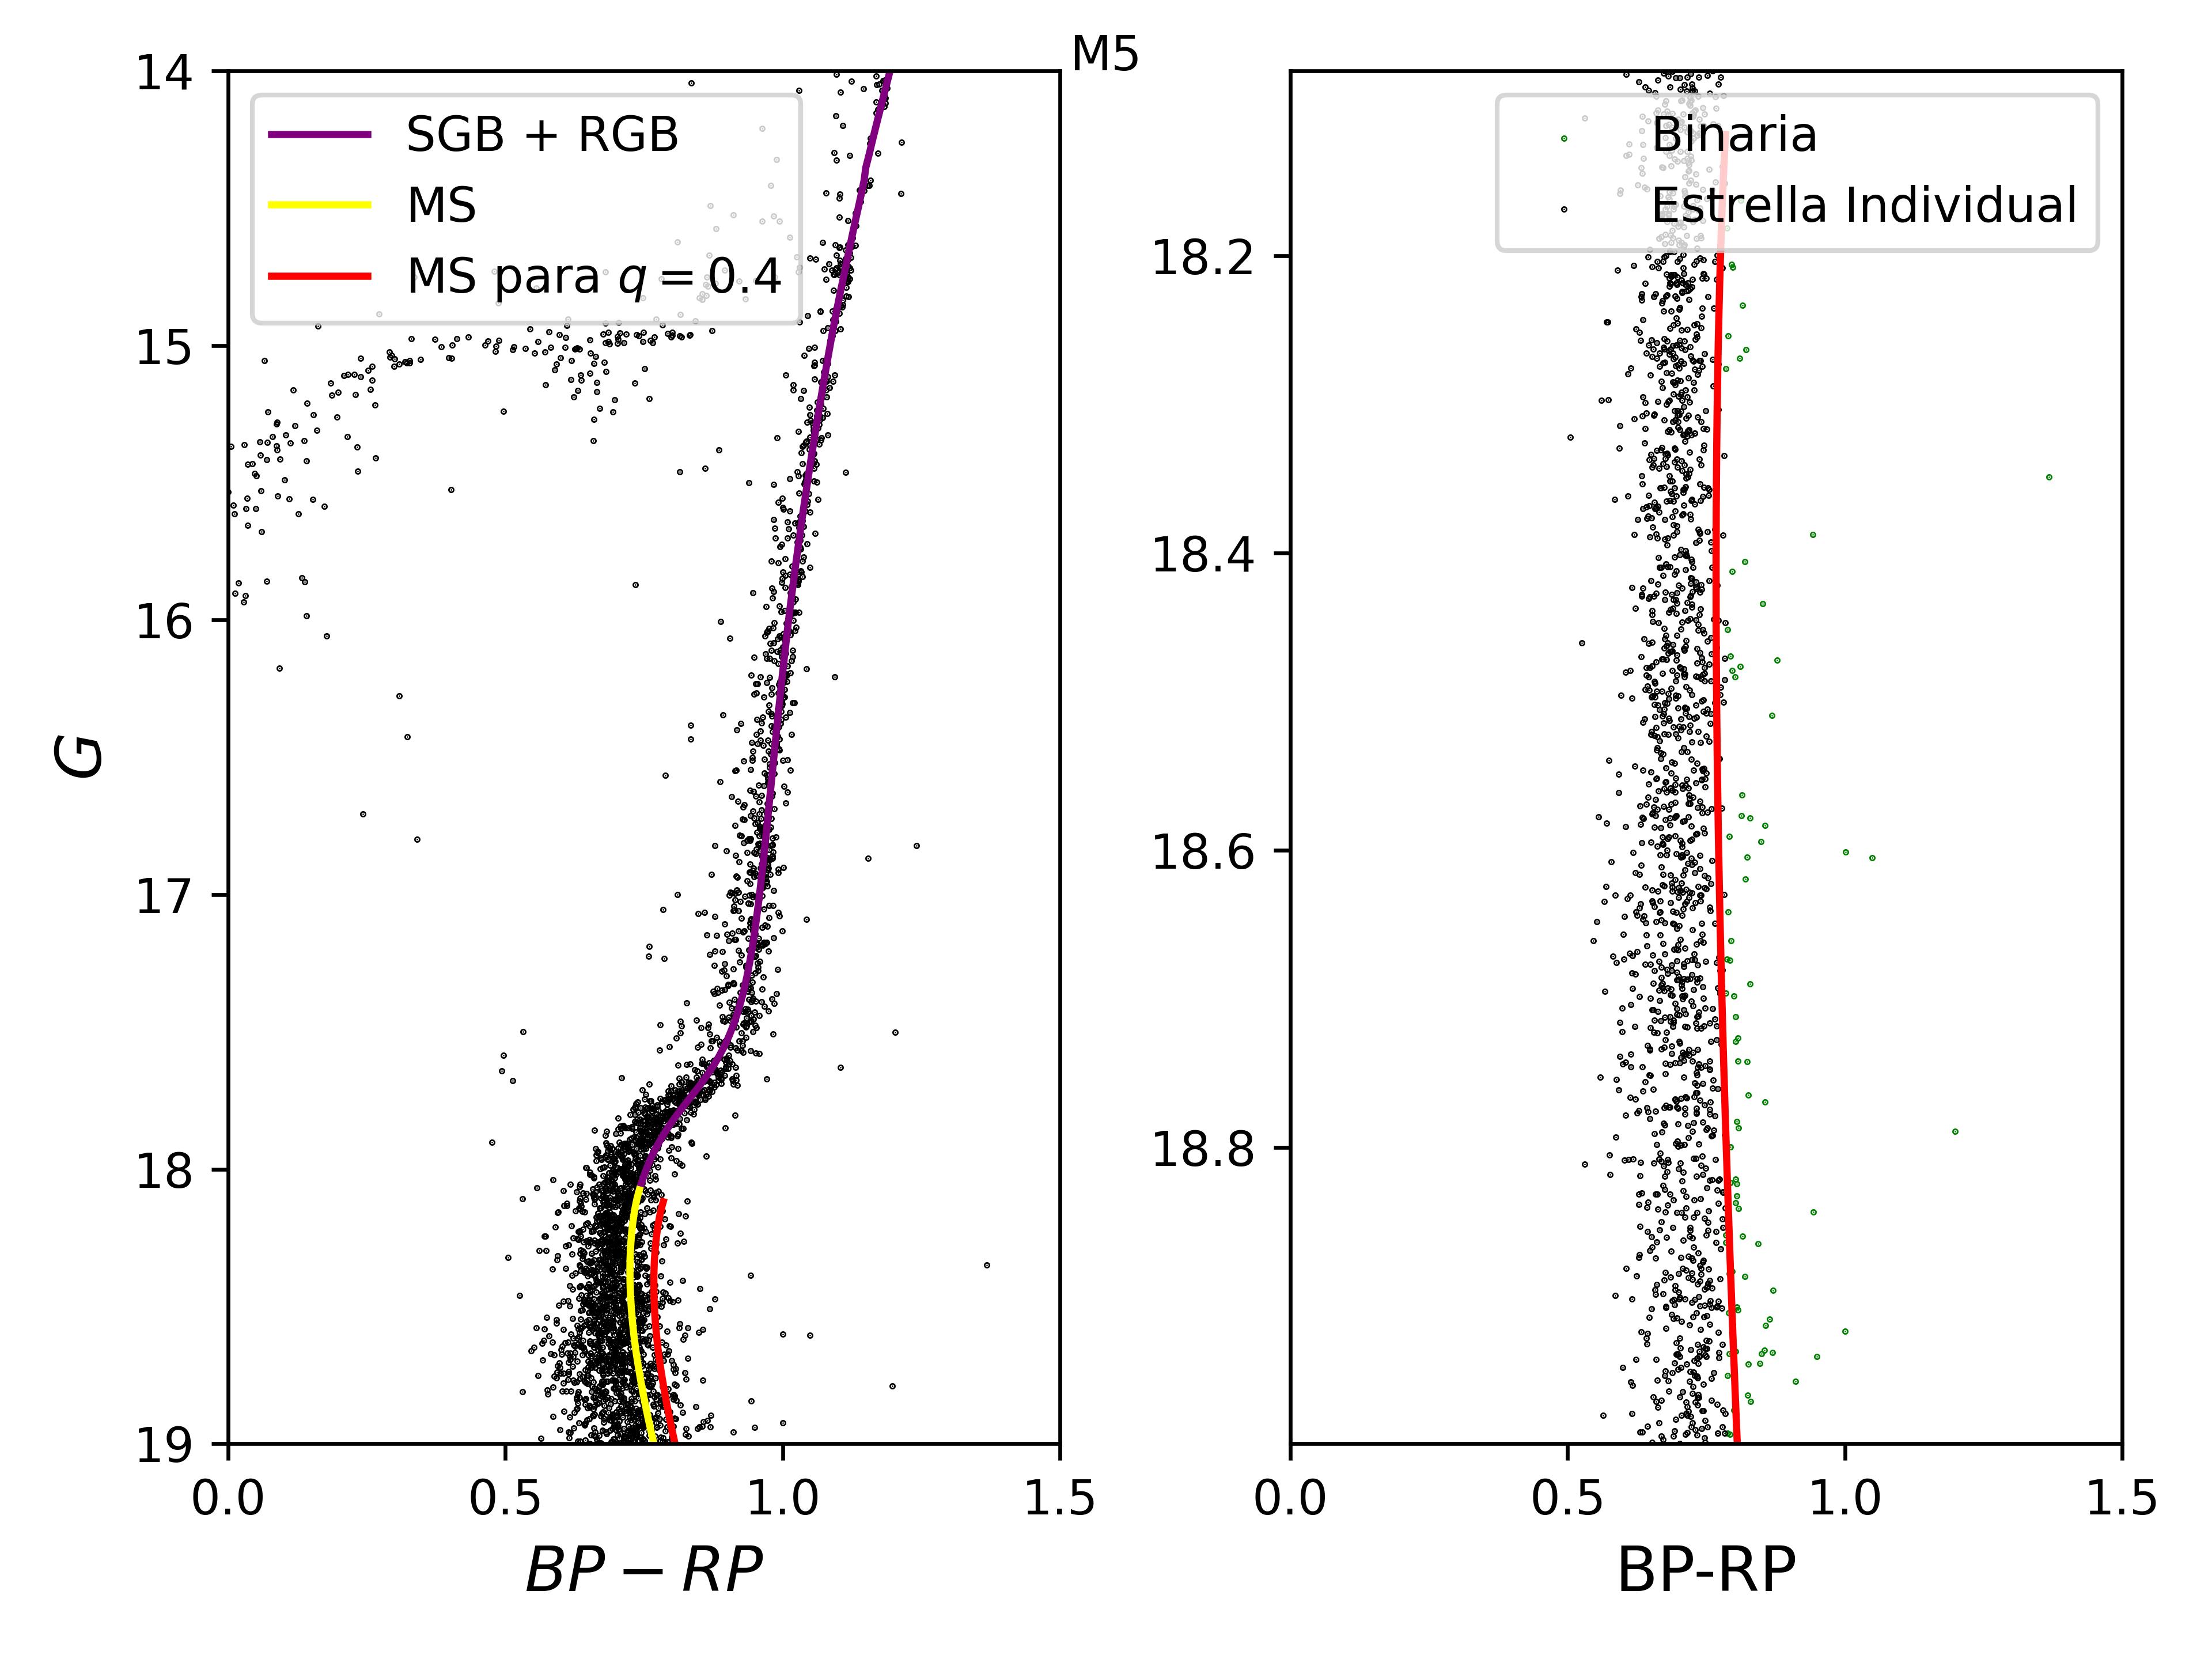 M5
14
15
16
17
18
19
G
SGB + RGB
MS
MS para q = 0.4
0.0 0.5 1.0 1.5
BP − RP
18.2
18.4
18.6
18.8
Binaria
Estrella Individual
0.0 0.5 1.0 1.5
BP-RP